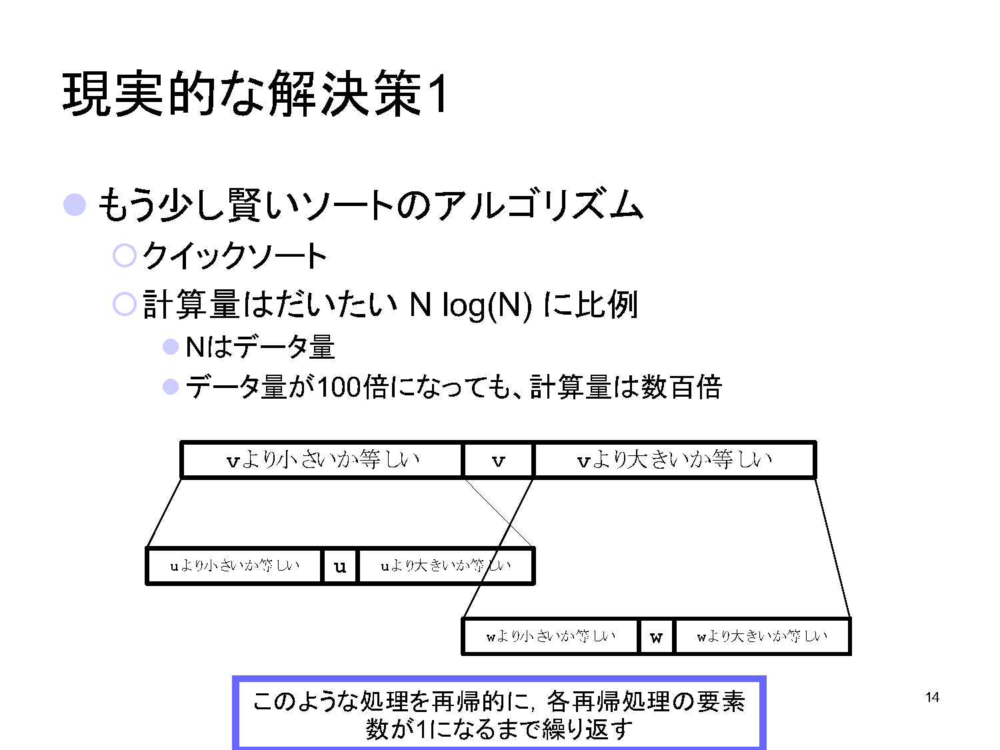 現実的な解決策1
もう少し賢いソートのアルゴリズム
クイックソート
計算量はだいたい N log(N) に比例
Nはデータ量
データ量が100倍になっても、計算量は数百倍
vより小さいか等しい v vより大きいか等しい
uより小さいか等しい u uより大きいか等しい
wより小さいか等しい w wより大きいか等しい
このような処理を再帰的に，各再帰処理の要素
数が1になるまで繰り返す
14